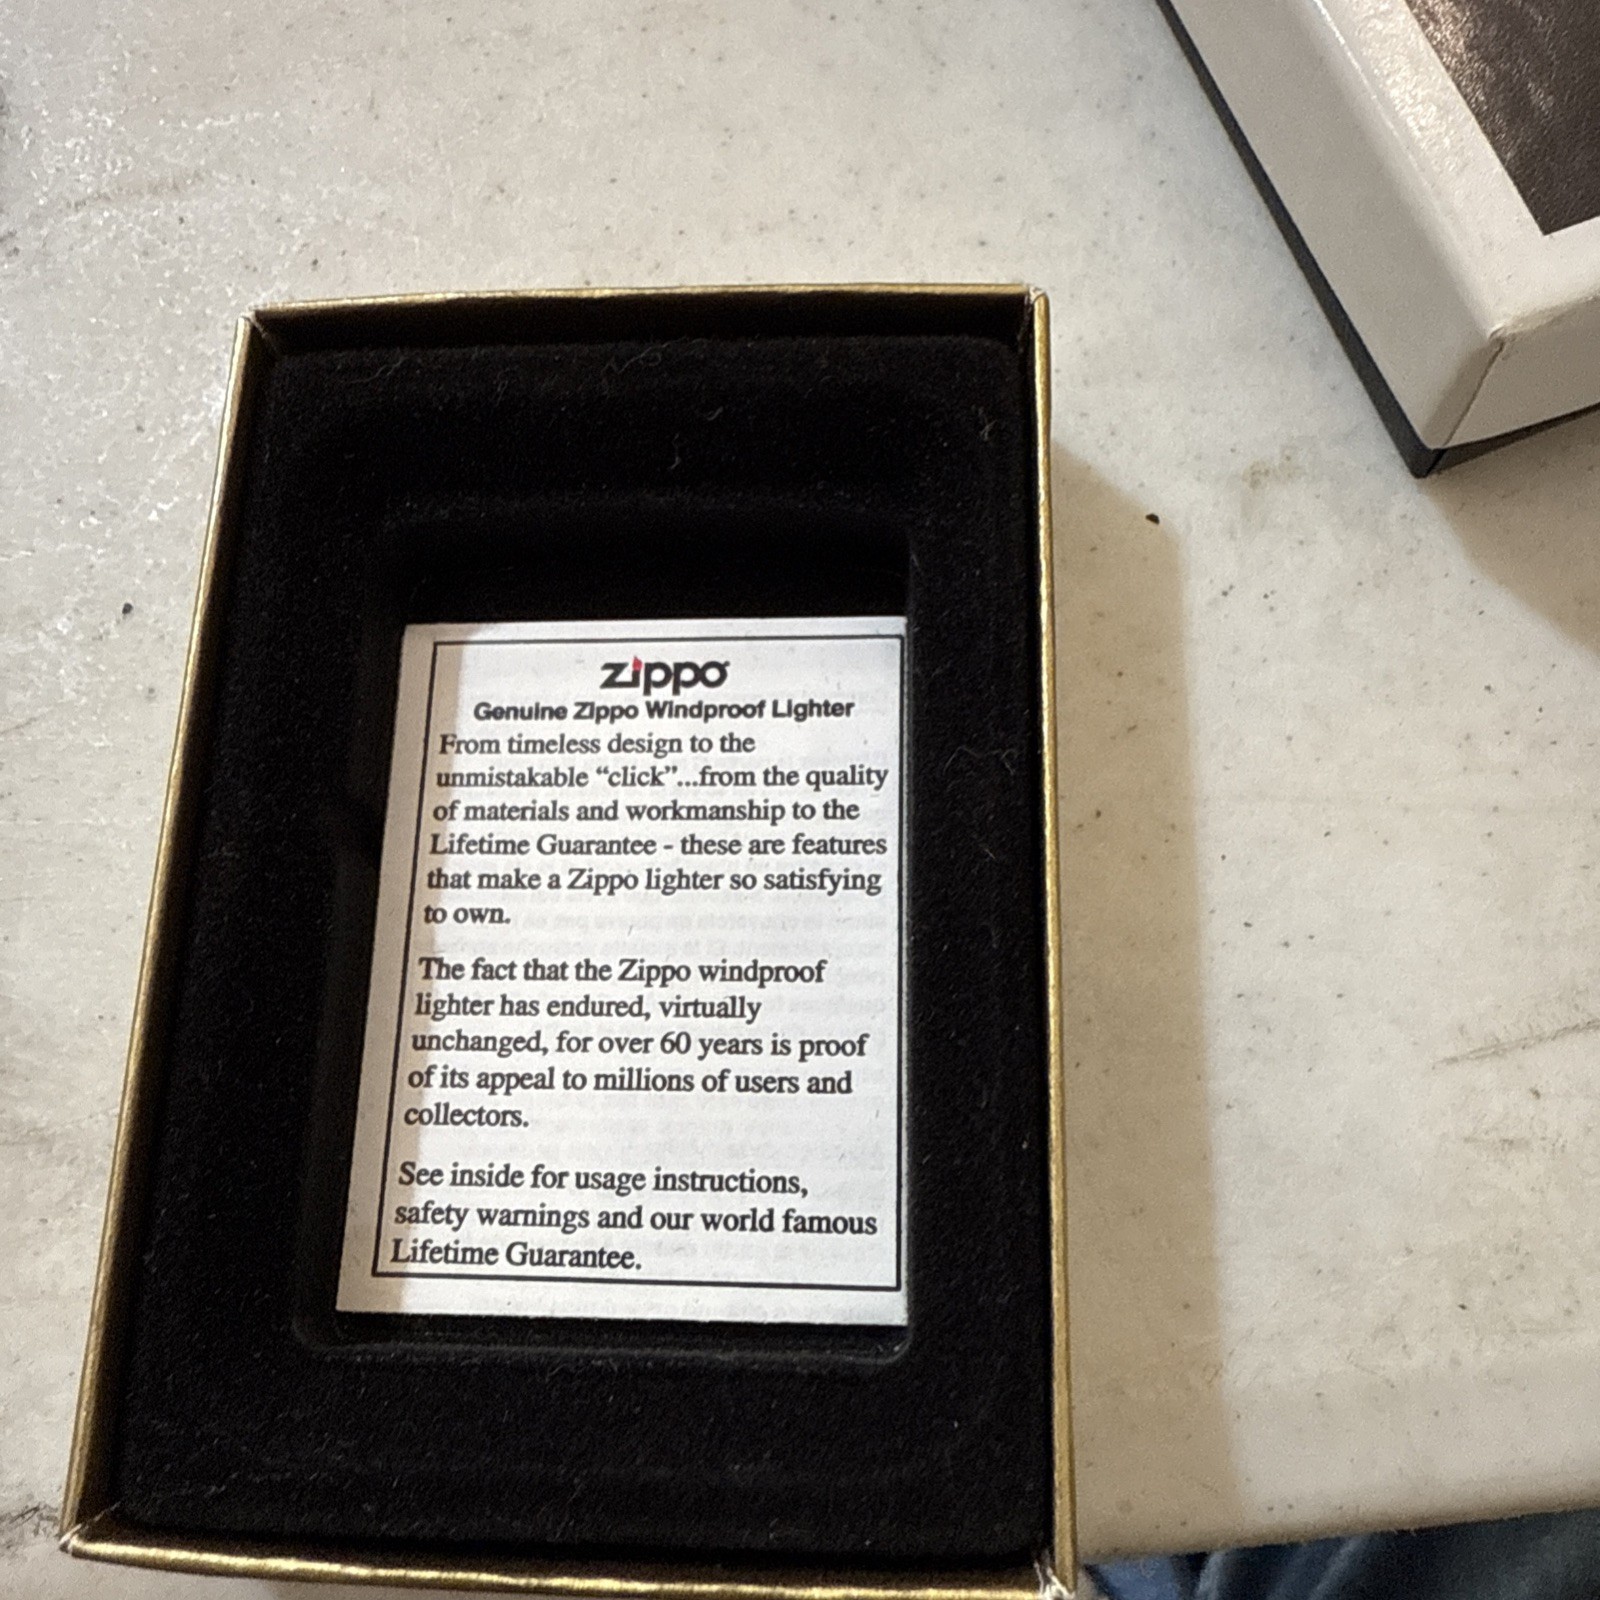 zippo
Genuine Zippo Windproof Lighter
From timeless design to the
unmistakable “click”...from the quality
of materials and workmanship to the
Lifetime Guarantee - these are features
that make a Zippo lighter so satisfying
to own.
The fact that the Zippo windproof
lighter has endured, virtually
unchanged, for over 60 years is proof
of its appeal to millions of users and
collectors.
See inside for usage instructions,
safety warnings and our world famous
Lifetime Guarantee.